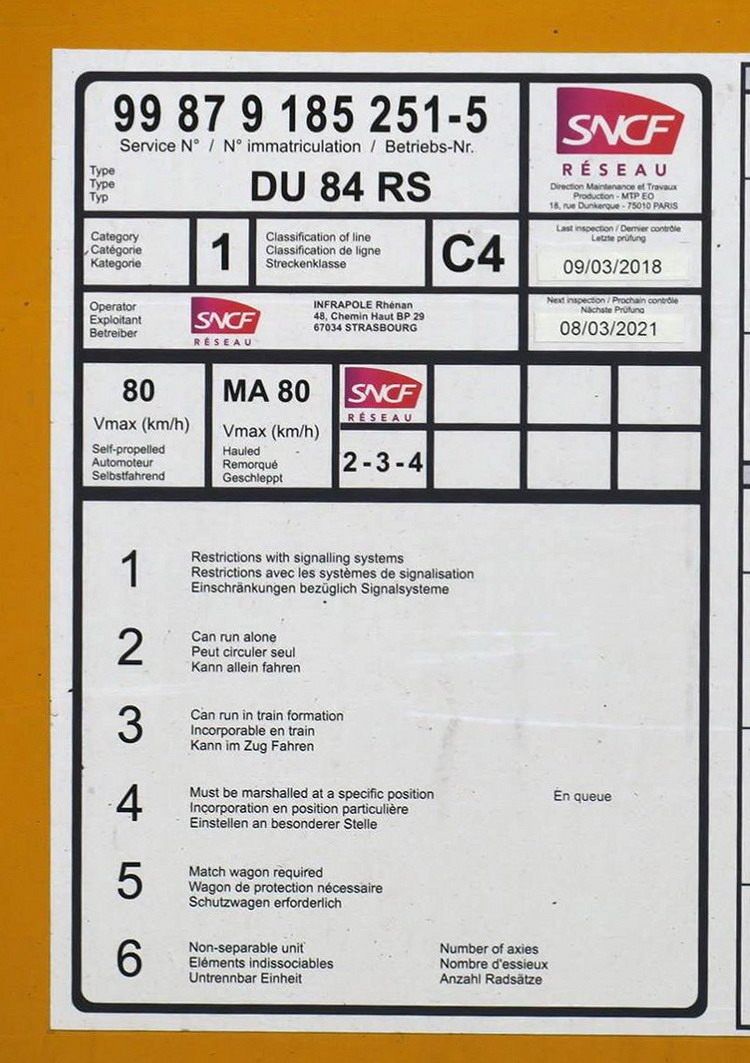 99 87 9 185 251-5
Service N° / N° immatriculation / Betriebs-Nr.
Type
Type
Typ
DU 84 RS
SNCF
RÉSEAU
Direction Maintenance et Travaux
Production - MTP EO
18, rue Dunkerque - 75010 PARIS
Category
Catégorie
Kategorie
1
Classification of line
Classification de ligne
Streckenklasse
C4
Last inspection / Dernier contrôle
Letzte prüfung
09/03/2018
Operator
Exploitant
Betreiber
SNCF
RÉSEAU
INFRAPOLE Rhénan
48, Chemin Haut BP 29
67034 STRASBOURG
Next inspection / Prochain contrôle
Nächste Prüfung
08/03/2021
80
Vmax (km/h)
Self-propelled
Automoteur
Selbstfahrend
MA 80
Vmax (km/h)
Hauled
Remorqué
Geschleppt
SNCF
RÉSEAU
2-3-4
1
Restrictions with signalling systems
Restrictions avec les systèmes de signalisation
Einschränkungen bezüglich Signalsysteme
2
Can run alone
Peut circuler seul
Kann allein fahren
3
Can run in train formation
Incorporable en train
Kann im Zug Fahren
4
Must be marshalled at a specific position
Incorporation en position particulière
Einstellen an besonderer Stelle
En queue
5
Match wagon required
Wagon de protection nécessaire
Schutzwagen erforderlich
6
Non-separable unit
Eléments indissociables
Untrennbar Einheit
Number of axies
Nombre d'essieux
Anzahl Radsätze